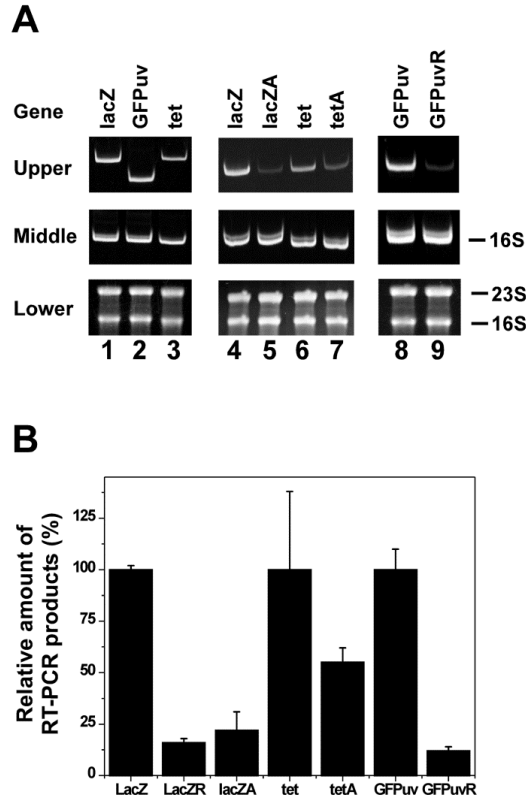 A
Gene
lacZ
GFPuv
tet
lacZ
lacZA
tet
tetA
GFPuv
GFPuvR
Upper
Middle
16S
Lower
23S
16S
1 2 3 4 5 6 7 8 9
B
Relative amount of
RT-PCR products (%)
125
100
75
50
25
0
LacZ LacZR lacZA tet tetA GFPuv GFPuvR